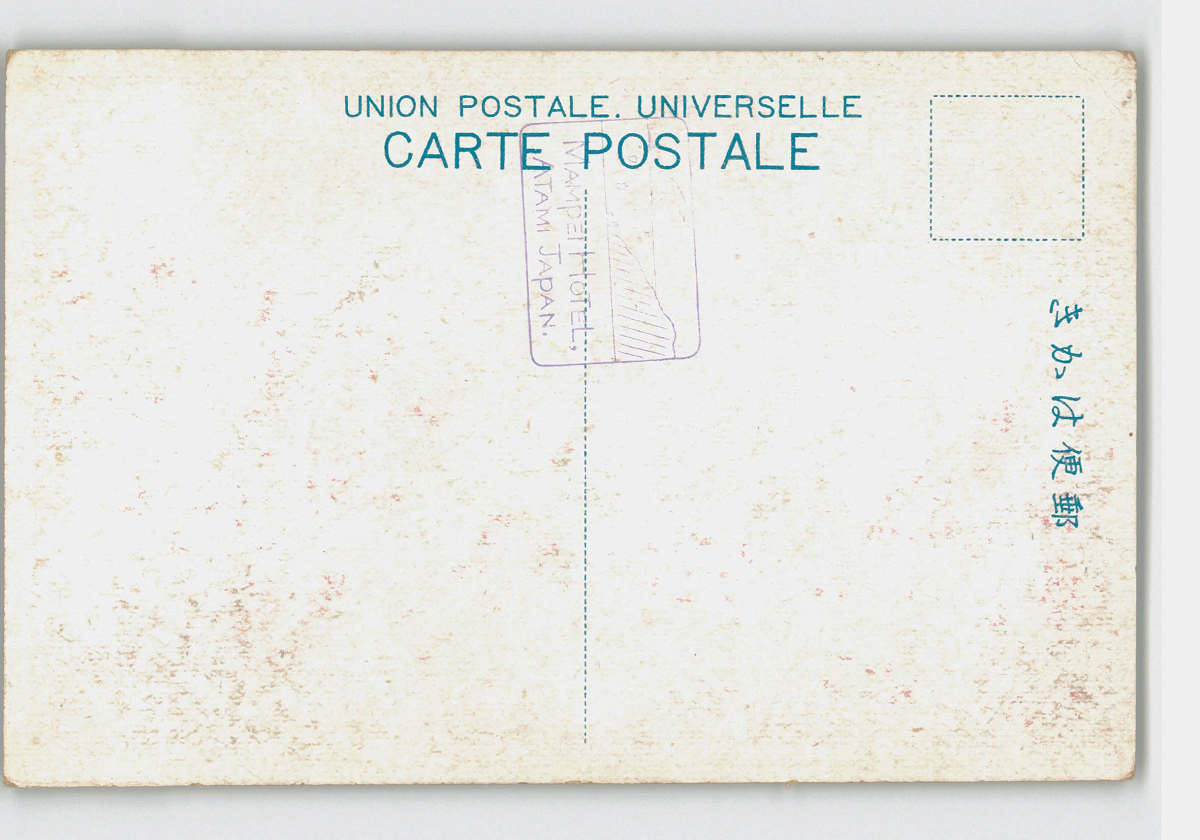 UNION POSTALE. UNIVERSELLE
CARTE POSTALE
MAMPEI HOTEL,
ATAMI JAPAN.
きかは便郵